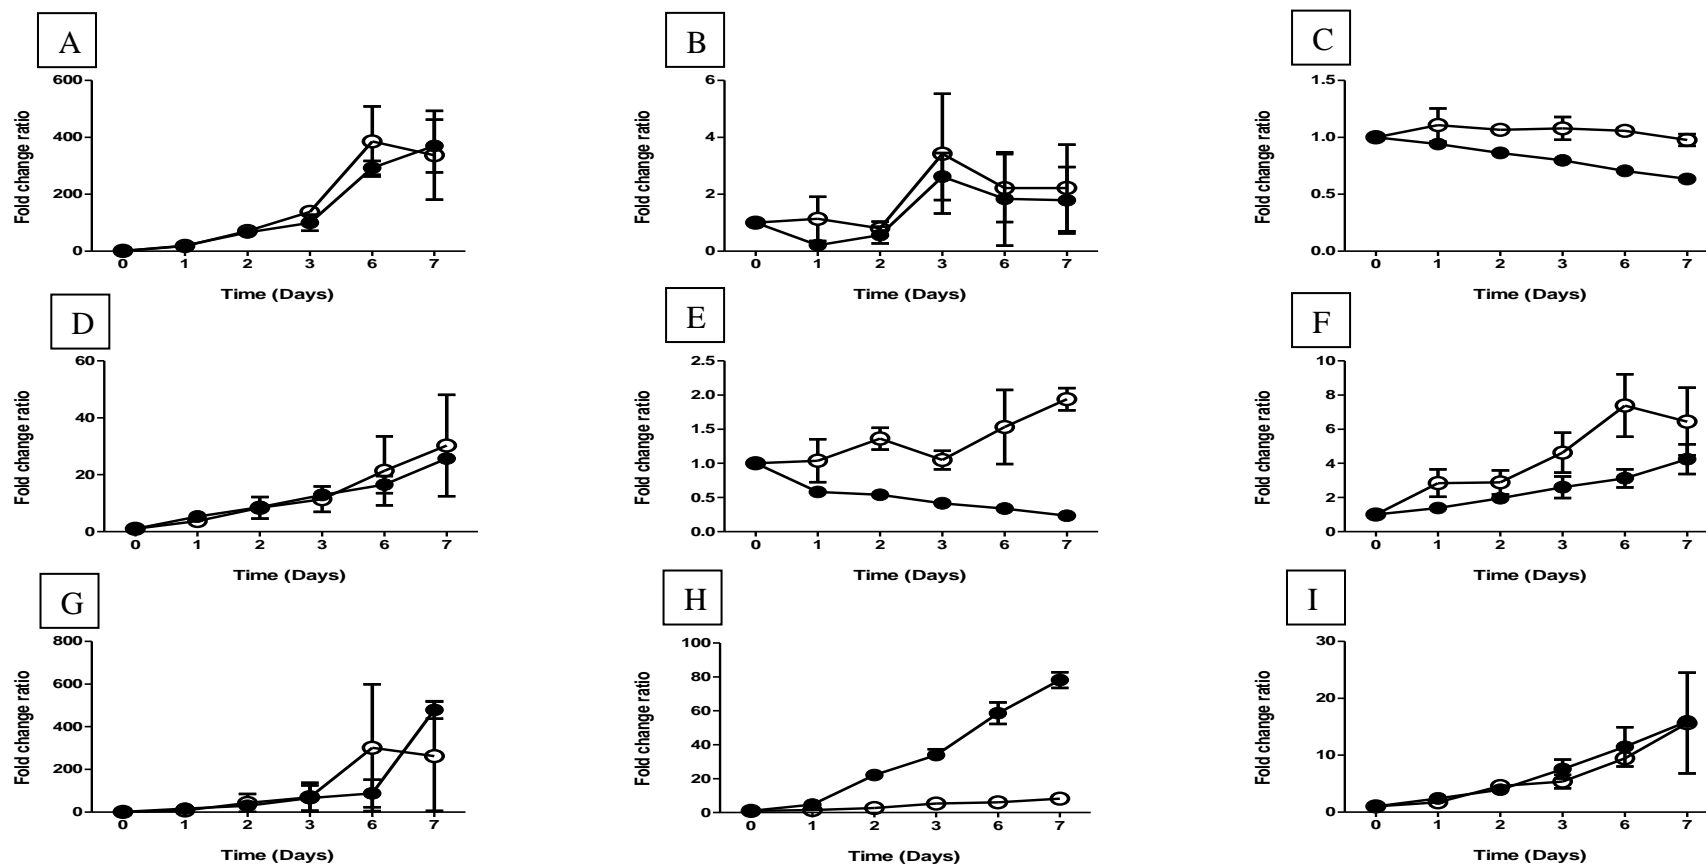 A
Fold change ratio
600
400
200
0
0 1 2 3 6 7
Time (Days)
B
Fold change ratio
6
4
2
0
0 1 2 3 6 7
Time (Days)
C
Fold change ratio
1.5
1.0
0.5
0.0
0 1 2 3 6 7
Time (Days)
D
Fold change ratio
60
40
20
0
0 1 2 3 6 7
Time (Days)
E
Fold change ratio
2.5
2.0
1.5
1.0
0.5
0.0
0 1 2 3 6 7
Time (Days)
F
Fold change ratio
10
8
6
4
2
0
0 1 2 3 6 7
Time (Days)
G
Fold change ratio
800
600
400
200
0
0 1 2 3 6 7
Time (Days)
H
Fold change ratio
100
80
60
40
20
0
0 1 2 3 6 7
Time (Days)
I
Fold change ratio
30
20
10
0
0 1 2 3 6 7
Time (Days)